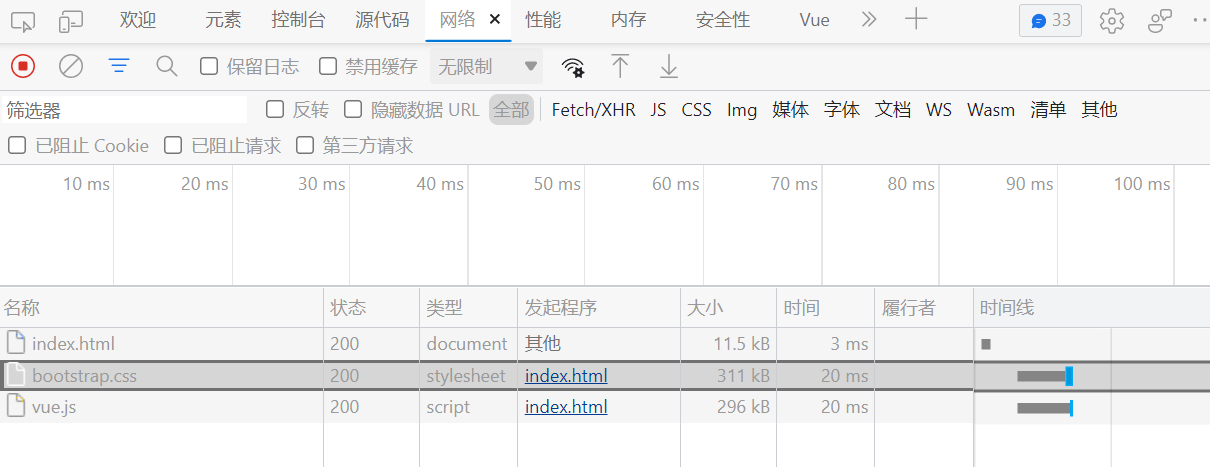 欢迎 元素 控制台 源代码 网络 × 性能 内存 安全性 Vue 33
保留日志 禁用缓存 无限制
筛选器 反转 隐藏数据 URL 全部 Fetch/XHR JS CSS Img 媒体 字体 文档 WS Wasm 清单 其他
已阻止 Cookie 已阻止请求 第三方请求
10 ms 20 ms 30 ms 40 ms 50 ms 60 ms 70 ms 80 ms 90 ms 100 ms
名称 状态 类型 发起程序 大小 时间 履行者 时间线
index.html 200 document 其他 11.5 kB 3 ms
bootstrap.css 200 stylesheet index.html 311 kB 20 ms
vue.js 200 script index.html 296 kB 20 ms